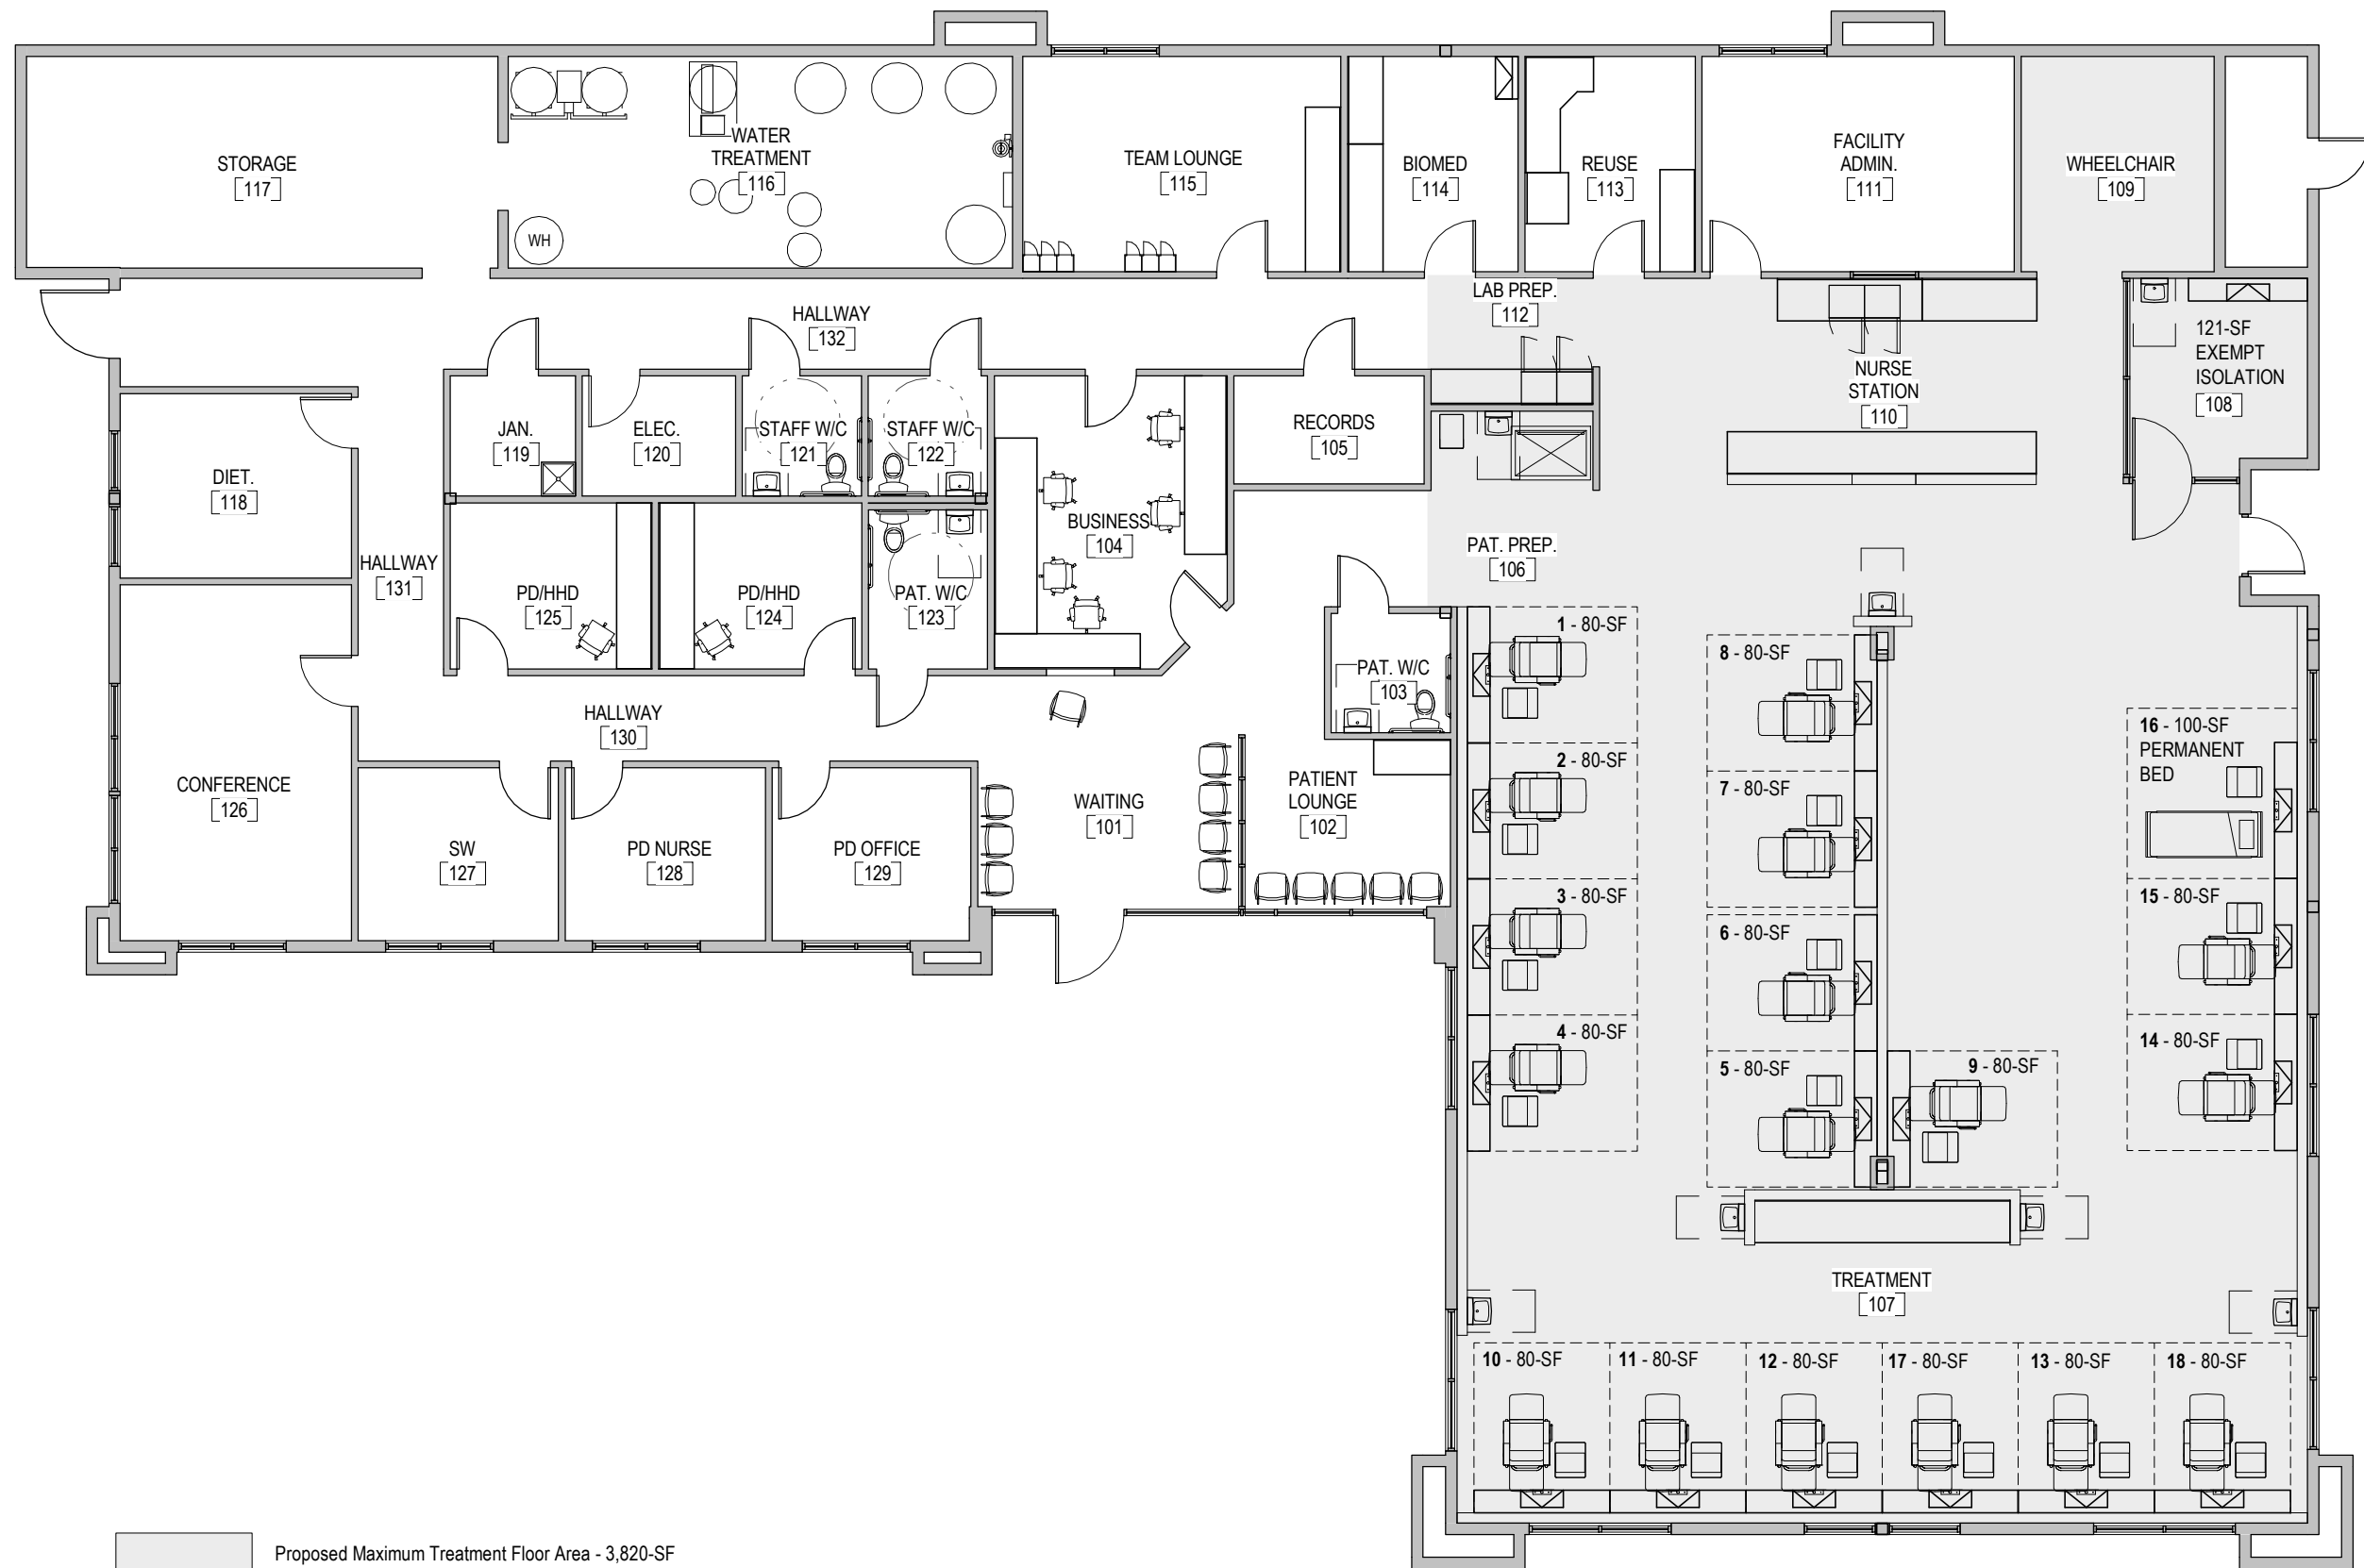 STORAGE
117
WATER
TREATMENT
116
WH
TEAM LOUNGE
115
BIOMED
114
REUSE
113
FACILITY
ADMIN.
111
WHEELCHAIR
109
HALLWAY
132
LAB PREP.
112
NURSE
STATION
110
121-SF
EXEMPT
ISOLATION
108
JAN.
119
ELEC.
120
STAFF W/C
121
STAFF W/C
122
RECORDS
105
DIET.
118
BUSINESS
104
HALLWAY
131
PD/HHD
125
PD/HHD
124
PAT. W/C
123
PAT. PREP.
106
PAT. W/C
103
HALLWAY
130
CONFERENCE
126
SW
127
PD NURSE
128
PD OFFICE
129
WAITING
101
PATIENT
LOUNGE
102
1 - 80-SF
2 - 80-SF
3 - 80-SF
4 - 80-SF
8 - 80-SF
7 - 80-SF
6 - 80-SF
5 - 80-SF
9 - 80-SF
16 - 100-SF
PERMANENT
BED
15 - 80-SF
14 - 80-SF
TREATMENT
107
10 - 80-SF
11 - 80-SF
12 - 80-SF
17 - 80-SF
13 - 80-SF
18 - 80-SF
Proposed Maximum Treatment Floor Area - 3,820-SF